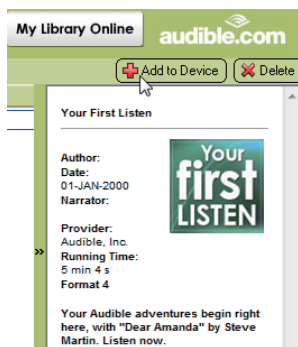 My Library Online
audible.com
Add to Device
Delete
Your First Listen
Your
first
LISTEN
Author:
Date:
01-JAN-2000
Narrator:
Provider:
Audible, Inc.
Running Time:
5 min 4 s
Format 4
»
Your Audible adventures begin right
here, with "Dear Amanda" by Steve
Martin. Listen now.